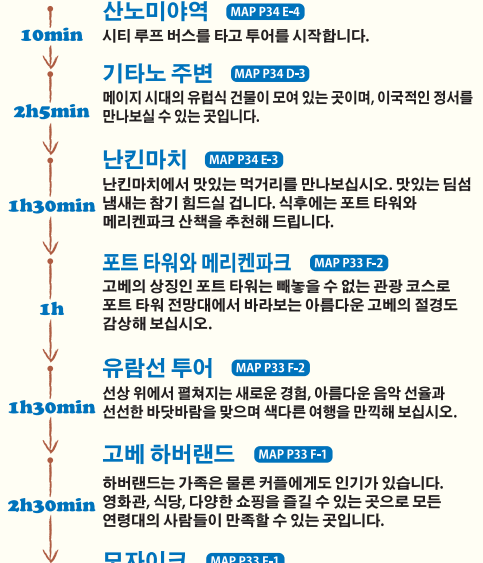 산노미야역 MAP P34 E-4
10min
시티 루프 버스를 타고 투어를 시작합니다.
기타노 주변 MAP P34 D-3
2h5min
메이지 시대의 유럽식 건물이 모여 있는 곳이며, 이국적인 정서를
만나보실 수 있는 곳입니다.
난킨마치 MAP P34 E-3
1h30min
난킨마치에서 맛있는 먹거리를 만나보십시오. 맛있는 딤섬
냄새는 참기 힘드실 겁니다. 식후에는 포트 타워와
메리켄파크 산책을 추천해 드립니다.
포트 타워와 메리켄파크 MAP P33 F-2
1h
고베의 상징인 포트 타워는 빼놓을 수 없는 관광 코스로
포트 타워 전망대에서 바라보는 아름다운 고베의 절경도
감상해 보십시오.
유람선 투어 MAP P33 F-2
1h30min
선상 위에서 펼쳐지는 새로운 경험, 아름다운 음악 선율과
선선한 바닷바람을 맞으며 색다른 여행을 만끽해 보십시오.
고베 하버랜드 MAP P33 F-1
2h30min
하버랜드는 가족은 물론 커플에게도 인기가 있습니다.
영화관, 식당, 다양한 쇼핑을 즐길 수 있는 곳으로 모든
연령대의 사람들이 만족할 수 있는 곳입니다.
모자이크 MAP P33 F-1